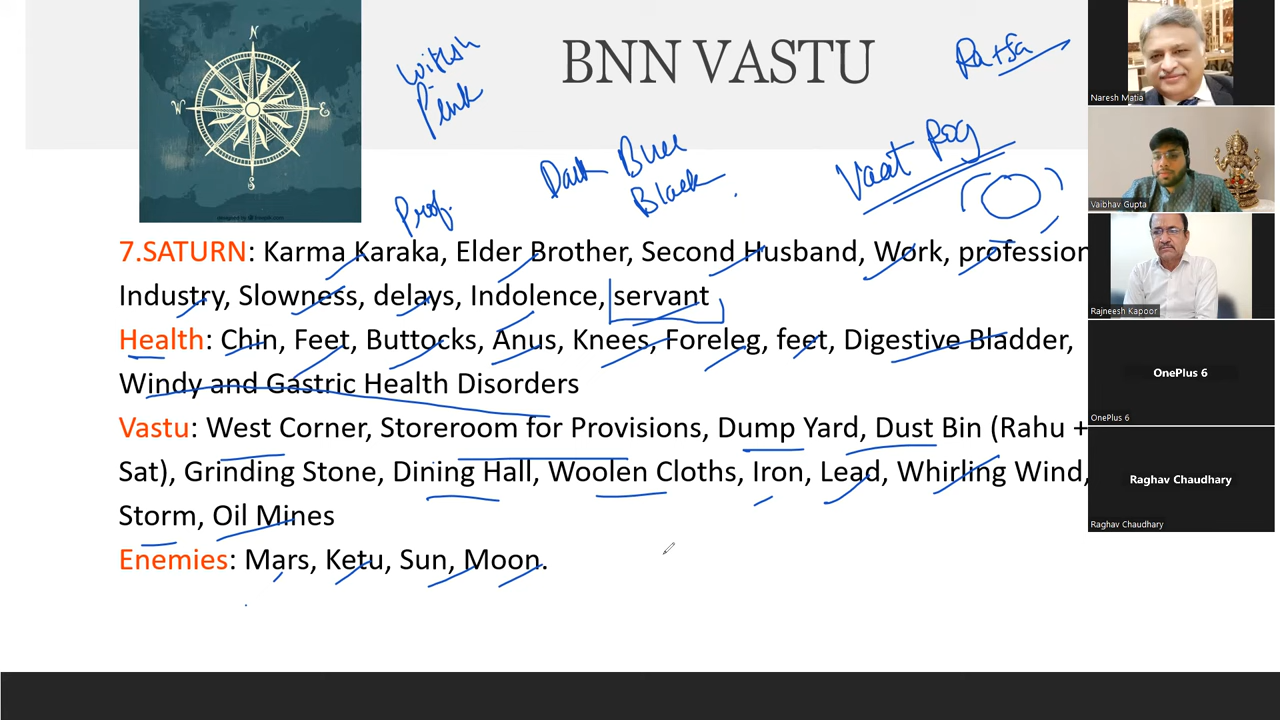 N
W
E
S
BNN VASTU
Pink
Dark Blue
Black
Vaat Rog
Prof.
7.SATURN: Karma Karaka, Elder Brother, Second Husband, Work, profession
Industry, Slowness, delays, Indolence, servant
Health: Chin, Feet, Buttocks, Anus, Knees, Foreleg, feet, Digestive Bladder,
Windy and Gastric Health Disorders
Vastu: West Corner, Storeroom for Provisions, Dump Yard, Dust Bin (Rahu +
Sat), Grinding Stone, Dining Hall, Woolen Cloths, Iron, Lead, Whirling Wind,
Storm, Oil Mines
Enemies: Mars, Ketu, Sun, Moon.
Naresh Matia
Vaibhav Gupta
Rajneesh Kapoor
OnePlus 6
OnePlus 6
Raghav Chaudhary
Raghav Chaudhary